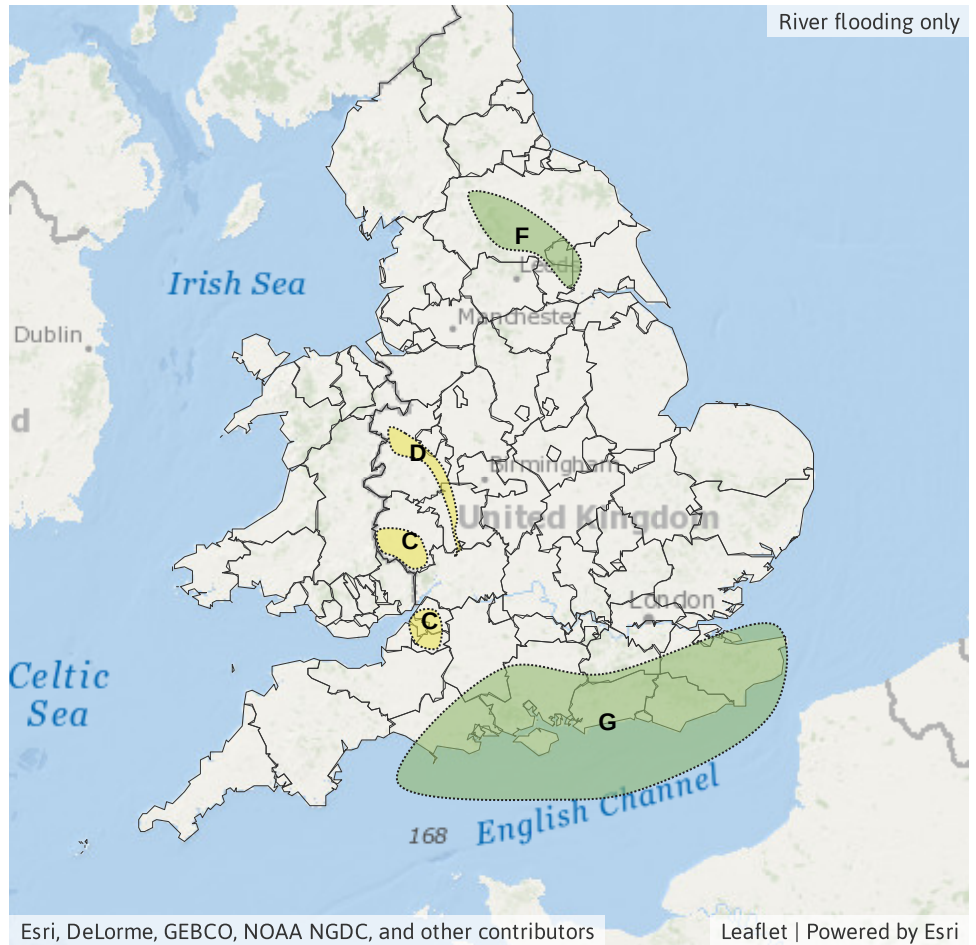 River flooding only
F
Leed
Irish Sea
Manchester
Dublin
d
D
Birmingham
United Kingdom
C
London
C
Celtic
Sea
G
English Channel
168
Esri, DeLorme, GEBCO, NOAA NGDC, and other contributors
Leaflet | Powered by Esri